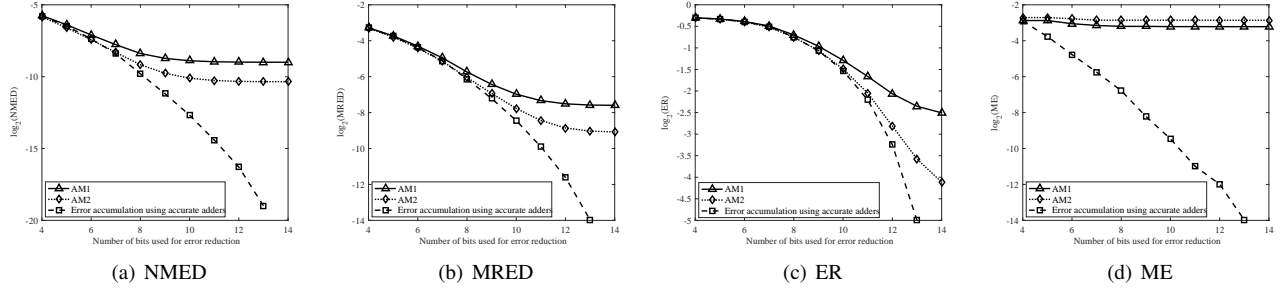 -5
-10
-15
-20
log2(NMED)
4
6
8
10
12
14
Number of bits used for error reduction
AM1
AM2
Error accumulation using accurate adders
(a) NMED
-2
-4
-6
-8
-10
-12
-14
log2(MRED)
4
6
8
10
12
14
Number of bits used for error reduction
AM1
AM2
Error accumulation using accurate adders
(b) MRED
0
-0.5
-1
-1.5
-2
-2.5
-3
-3.5
-4
-4.5
-5
log2(ER)
4
6
8
10
12
14
Number of bits used for error reduction
AM1
AM2
Error accumulation using accurate adders
(c) ER
-2
-4
-6
-8
-10
-12
-14
log2(ME)
4
6
8
10
12
14
Number of bits used for error reduction
AM1
AM2
Error accumulation using accurate adders
(d) ME